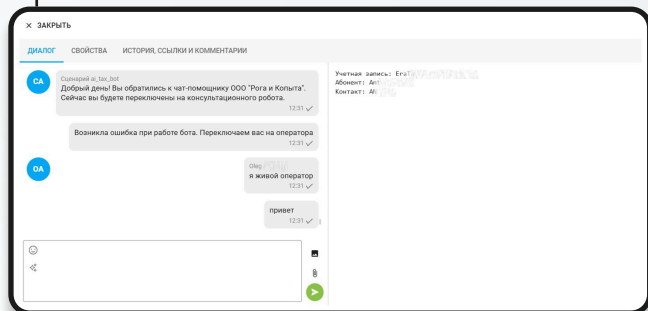 × ЗАКРЫТЬ
ДИАЛОГ СВОЙСТВА ИСТОРИЯ, ССЫЛКИ И КОММЕНТАРИИ
CA
Сценарий ai_tax_bot
Добрый день! Вы обратились к чат-помощнику ООО "Рога и Копыта".
Сейчас вы будете переключены на консультационного робота.
12:31
Возникла ошибка при работе бота. Переключаем вас на оператора
12:31
OA
Oleg
я живой оператор
12:31
привет
12:31
Учетная запись:
Абонент:
Контакт: